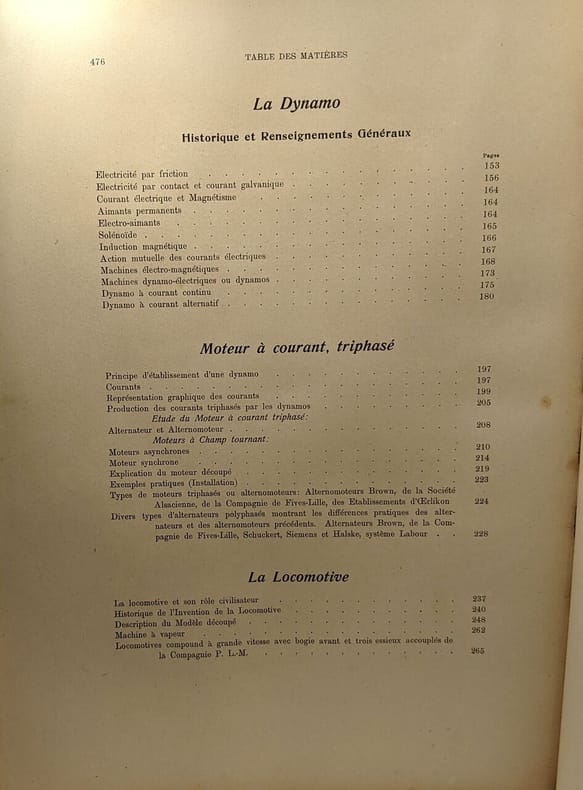 476
TABLE DES MATIÈRES
La Dynamo
Historique et Renseignements Généraux
Pages
Electricité par friction . . . . . . . . . . . . 153
Electricité par contact et courant galvanique . . . . . . . . 156
Courant électrique et Magnétisme . . . . . . . . . . 164
Aimants permanents . . . . . . . . . . . . 164
Electro-aimants . . . . . . . . . . . . . 164
Solénoïde . . . . . . . . . . . . . . 165
Induction magnétique . . . . . . . . . . . . 166
Action mutuelle des courants électriques . . . . . . . . 167
Machines électro-magnétiques . . . . . . . . . . . 168
Machines dynamo-électriques ou dynamos . . . . . . . . 173
Dynamo à courant continu . . . . . . . . . . . 175
Dynamo à courant alternatif . . . . . . . . . . . 180
Moteur à courant, triphasé
Principe d'établissement d'une dynamo . . . . . . . . . 197
Courants . . . . . . . . . . . . . . 197
Représentation graphique des courants . . . . . . . . . 199
Production des courants triphasés par les dynamos . . . . . . 205
Etude du Moteur à courant triphasé:
Alternateur et Alternomoteur . . . . . . . . . . . 208
Moteurs à Champ tournant:
Moteurs asynchrones . . . . . . . . . . . . 210
Moteur synchrone . . . . . . . . . . . . 214
Explication du moteur découpé . . . . . . . . . . 219
Exemples pratiques (Installation) . . . . . . . . . . 223
Types de moteurs triphasés ou alternomoteurs: Alternomoteurs Brown, de la Société
Alsacienne, de la Compagnie de Fives-Lille, des Etablissements d'Œrlikon 224
Divers types d'alternateurs polyphasés montrant les différences pratiques des alter-
nateurs et des alternomoteurs précédents. Alternateurs Brown, de la Com-
pagnie de Fives-Lille, Schuckert, Siemens et Halske, système Labour . . 228
La Locomotive
La locomotive et son rôle civilisateur . . . . . . . . . 237
Historique de l'Invention de la Locomotive . . . . . . . . 240
Description du Modèle découpé . . . . . . . . . . 248
Machine à vapeur . . . . . . . . . . . . 262
Locomotives compound à grande vitesse avec bogie avant et trois essieux accouplés de
la Compagnie P. L.-M. . . . . . . . . . . 265